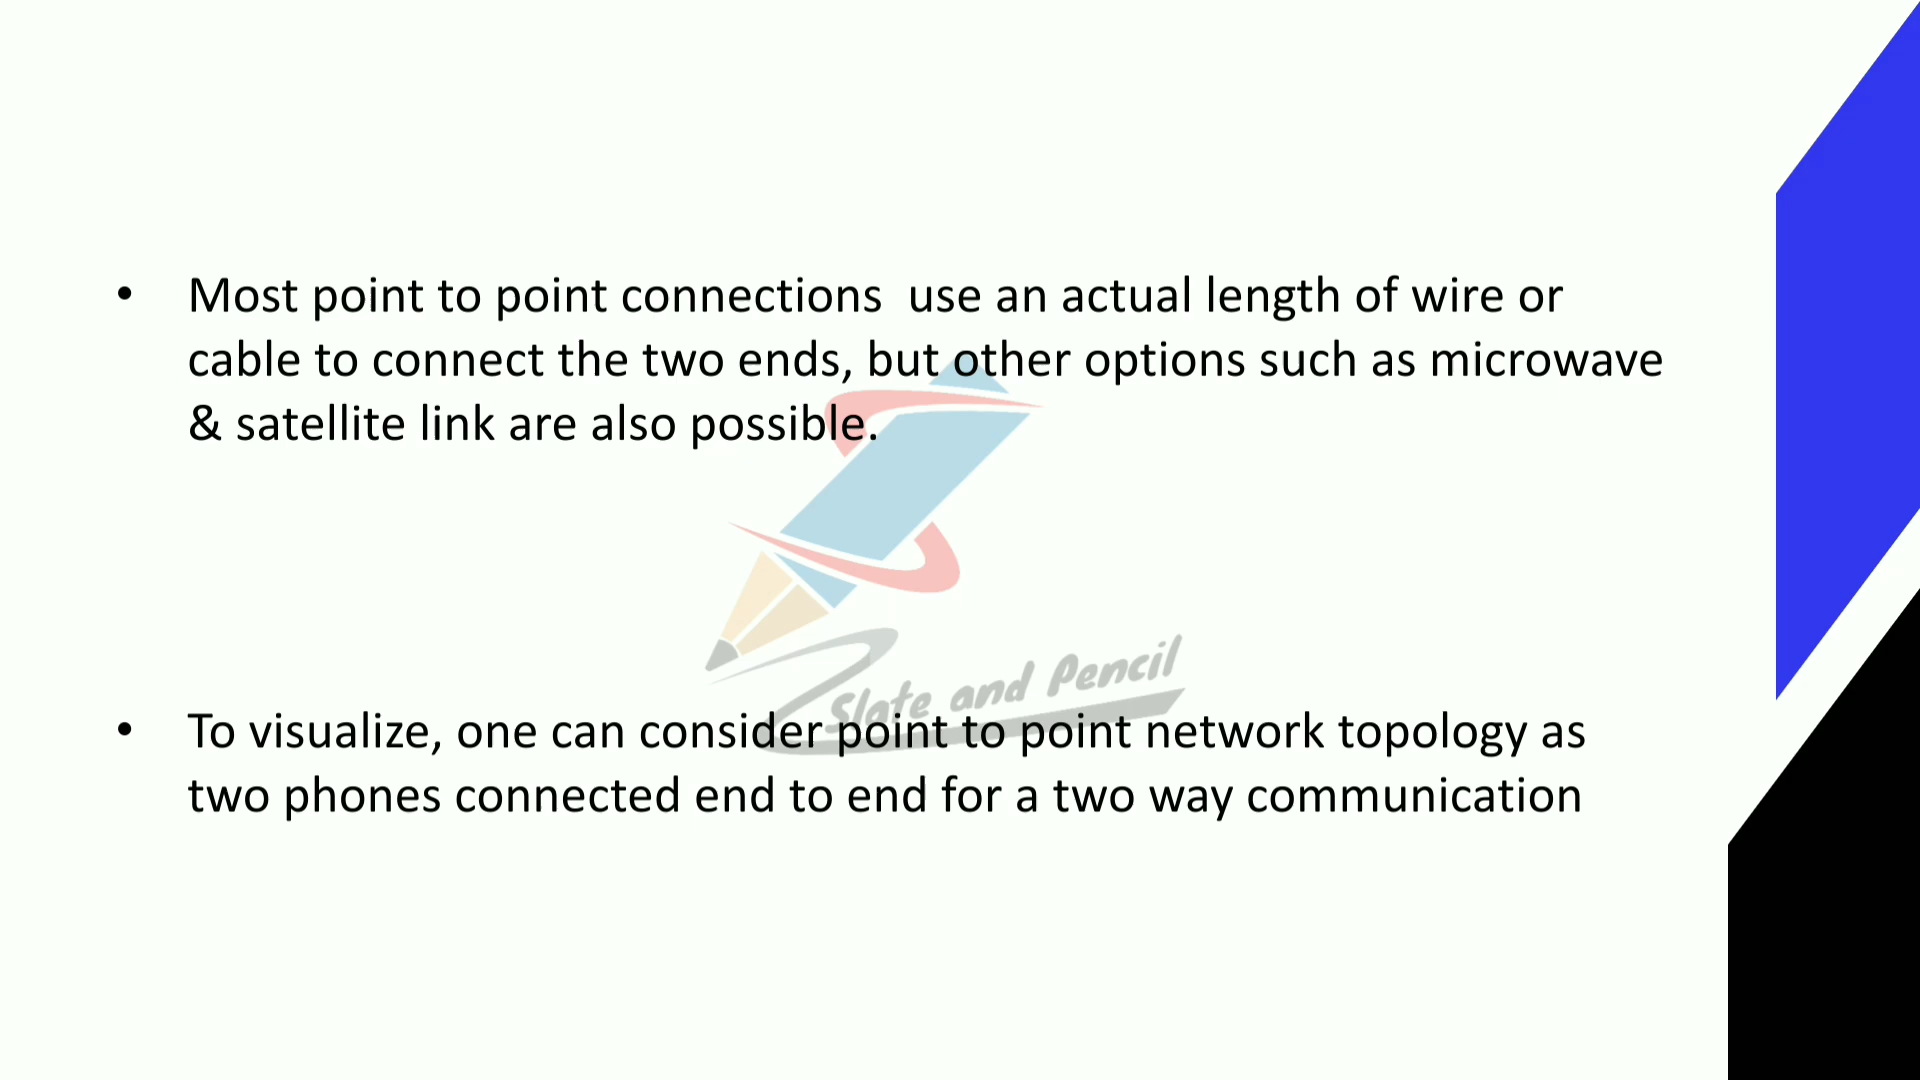 • Most point to point connections  use an actual length of wire or
cable to connect the two ends, but other options such as microwave
& satellite link are also possible.
Slate and Pencil
• To visualize, one can consider point to point network topology as
two phones connected end to end for a two way communication